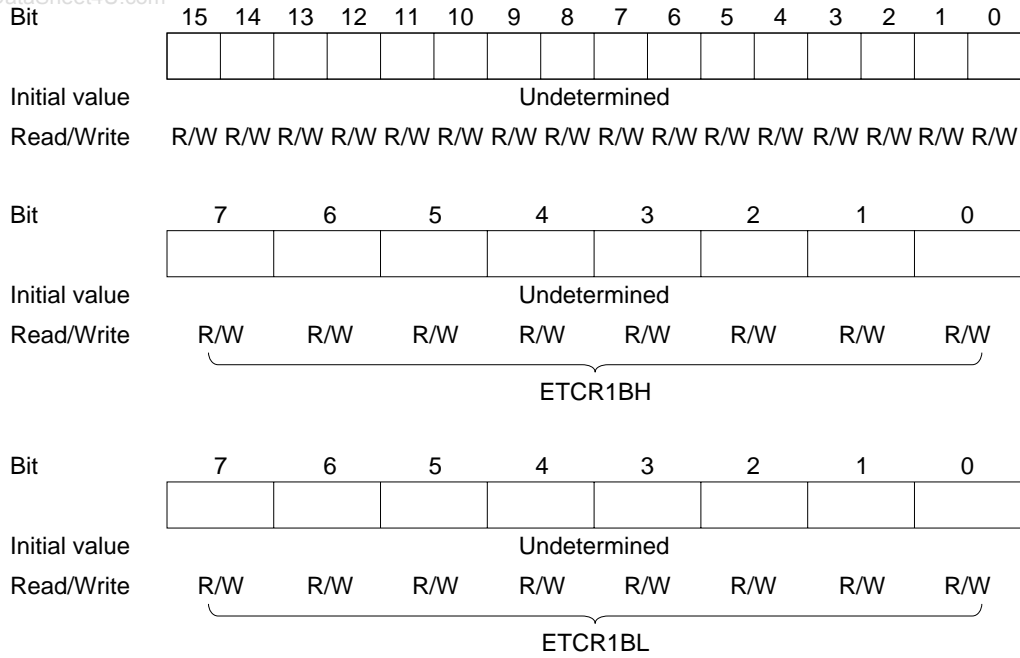 DataSheet4U.com
Bit 15 14 13 12 11 10 9 8 7 6 5 4 3 2 1 0
Initial value Undetermined
Read/Write R/W R/W R/W R/W R/W R/W R/W R/W R/W R/W R/W R/W R/W R/W R/W R/W
Bit 7 6 5 4 3 2 1 0
Initial value Undetermined
Read/Write R/W R/W R/W R/W R/W R/W R/W R/W
ETCR1BH
Bit 7 6 5 4 3 2 1 0
Initial value Undetermined
Read/Write R/W R/W R/W R/W R/W R/W R/W R/W
ETCR1BL